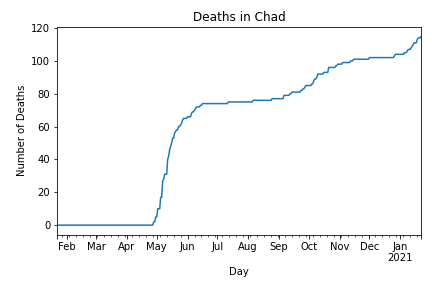 Deaths in Chad
120
100
80
60
40
20
0
Number of Deaths
Feb Mar Apr May Jun Jul Aug Sep Oct Nov Dec Jan
2021
Day